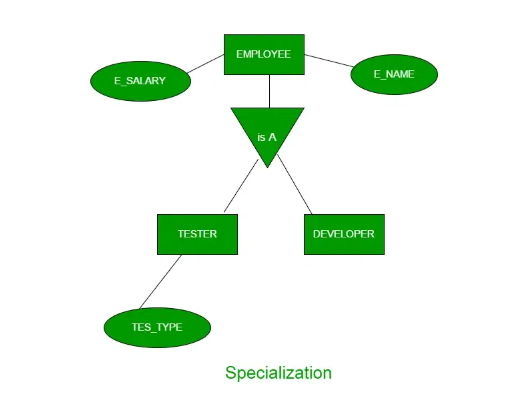 EMPLOYEE
E_SALARY
E_NAME
is A
TESTER
DEVELOPER
TES_TYPE
Specialization